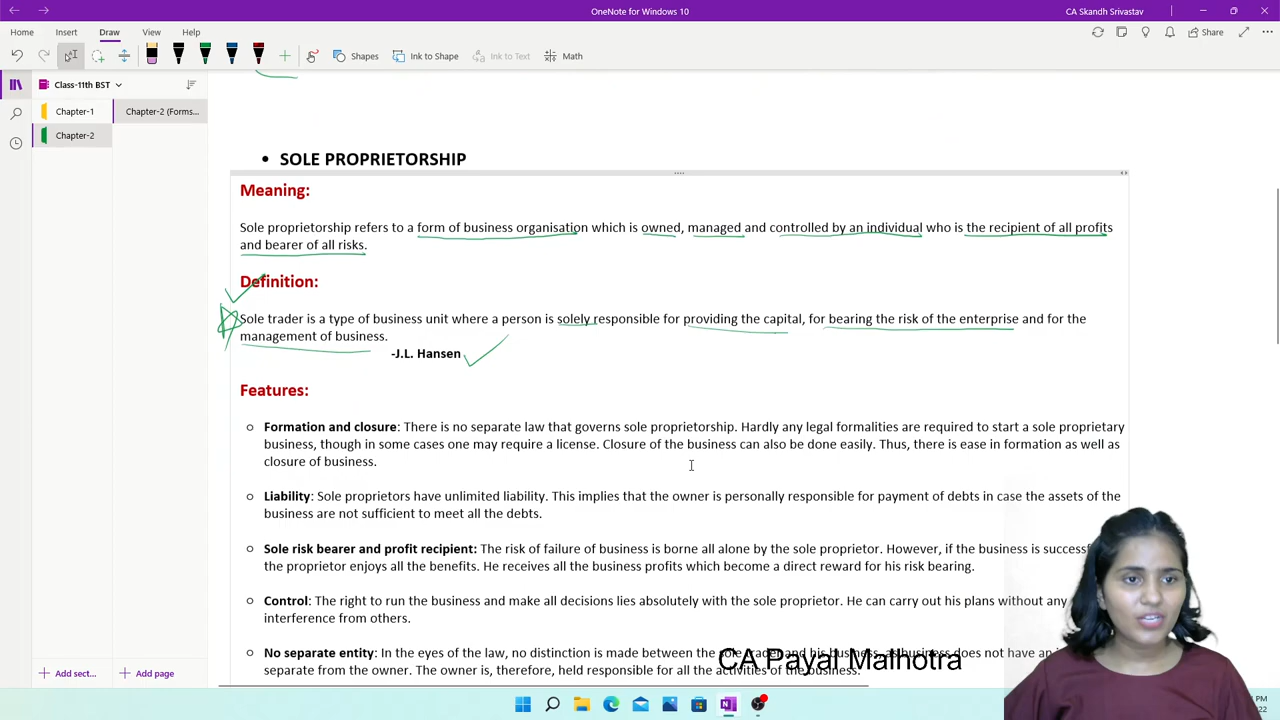 OneNote for Windows 10
CA Skandh Srivastav
Home Insert Draw View Help
Share
Shapes Ink to Shape Ink to Text Math
Class-11th BST
Chapter-1
Chapter-2 (Forms...
Chapter-2
• SOLE PROPRIETORSHIP
Meaning:
Sole proprietorship refers to a form of business organisation which is owned, managed and controlled by an individual who is the recipient of all profits
and bearer of all risks.
Definition:
Sole trader is a type of business unit where a person is solely responsible for providing the capital, for bearing the risk of the enterprise and for the
management of business.
-J.L. Hansen
Features:
Formation and closure: There is no separate law that governs sole proprietorship. Hardly any legal formalities are required to start a sole proprietary
business, though in some cases one may require a license. Closure of the business can also be done easily. Thus, there is ease in formation as well as
closure of business.
Liability: Sole proprietors have unlimited liability. This implies that the owner is personally responsible for payment of debts in case the assets of the
business are not sufficient to meet all the debts.
Sole risk bearer and profit recipient: The risk of failure of business is borne all alone by the sole proprietor. However, if the business is
the proprietor enjoys all the benefits. He receives all the business profits which become a direct reward for his risk bearing.
Control: The right to run the business and make all decisions lies absolutely with the sole proprietor. He can carry out his plans without any
interference from others.
No separate entity: In the eyes of the law, no distinction is made between the sole trader and his business, as business does not have an
separate from the owner. The owner is, therefore, held responsible for all the activities of the business.
CA Payal Malhotra
Add sect...
Add page